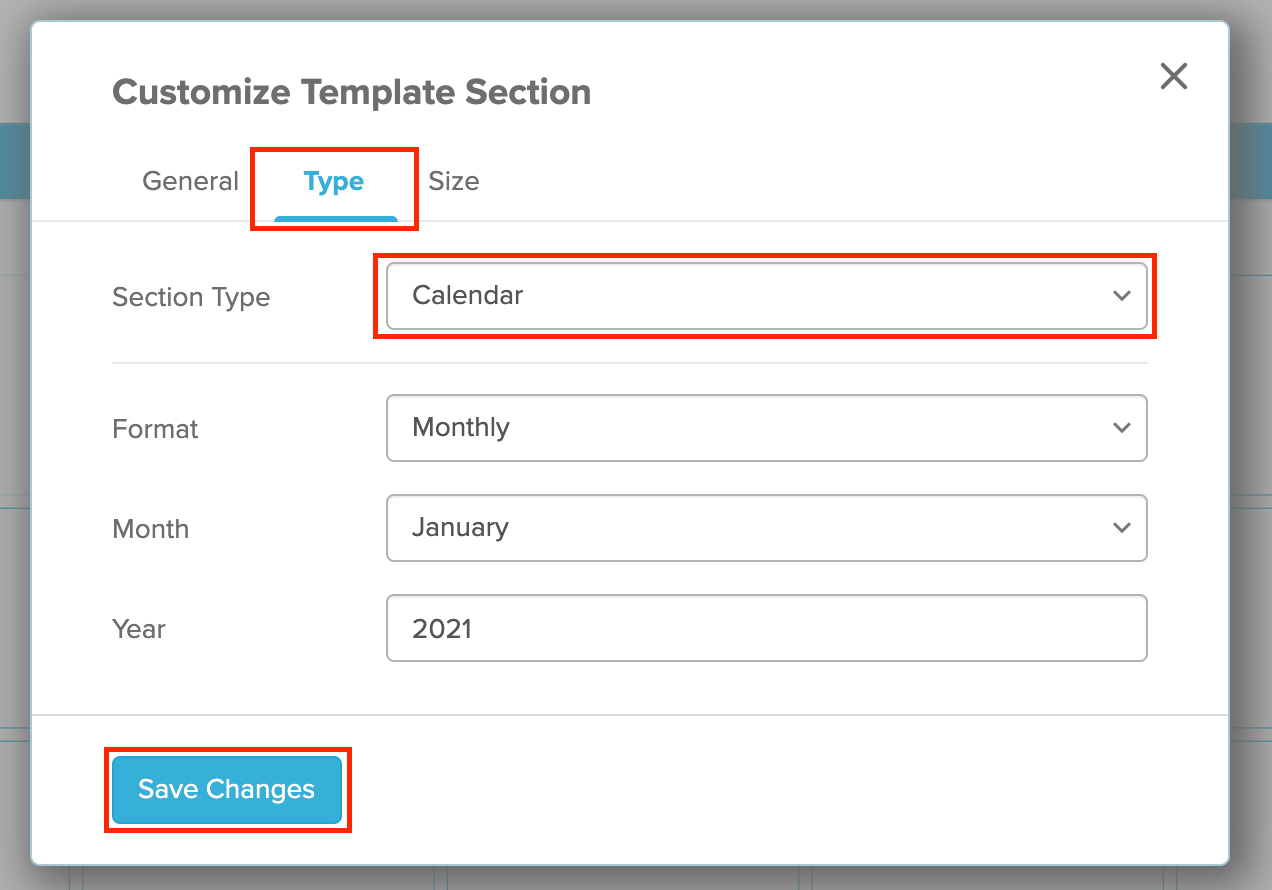 Customize Template Section
General Type Size
Section Type Calendar
Format Monthly
Month January
Year 2021
Save Changes